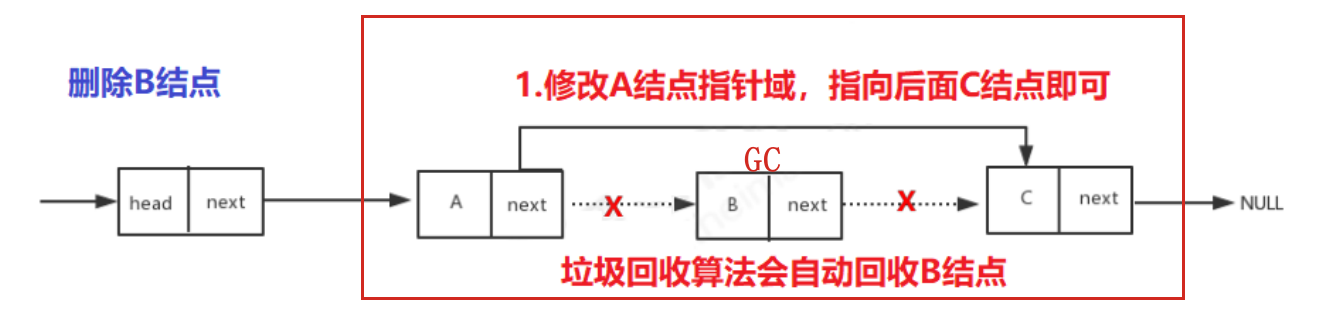 删除B结点
1.修改A结点指针域，指向后面C结点即可
GC
head next
A next
X
B next
X
C next
NULL
垃圾回收算法会自动回收B结点